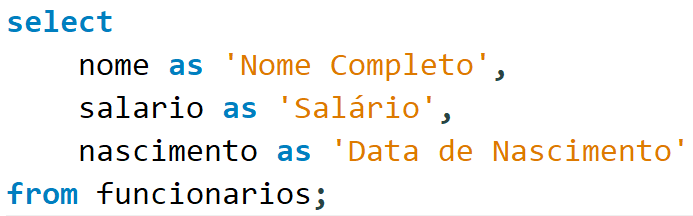 select
    nome as 'Nome Completo',
    salario as 'Salário',
    nascimento as 'Data de Nascimento'
from funcionarios;